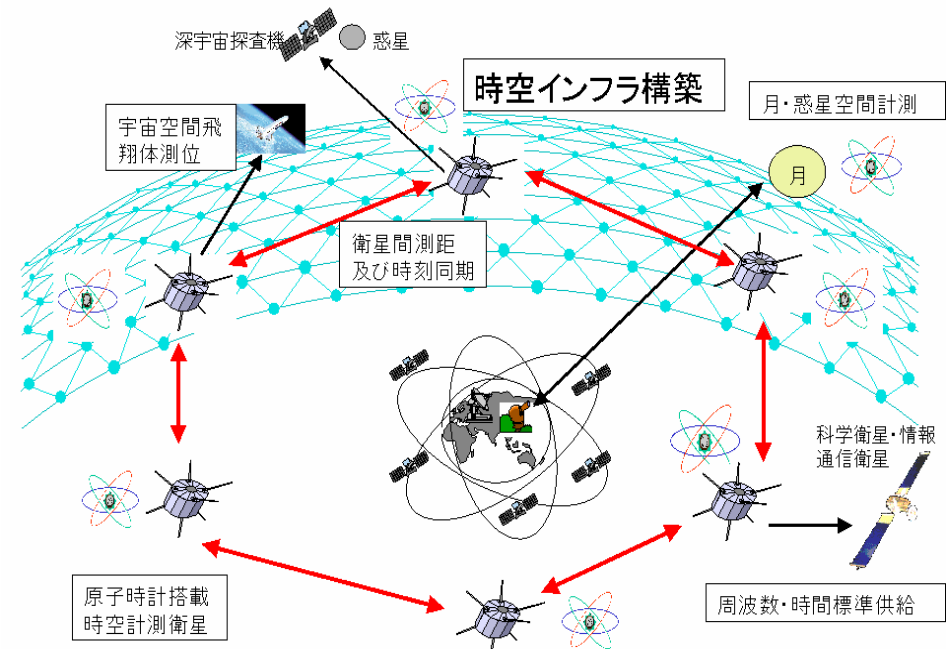 深宇宙探査機
惑星
時空インフラ構築
月・惑星空間計測
宇宙空間飛
翔体測位
月
衛星間測距
及び時刻同期
科学衛星・情報
通信衛星
原子時計搭載
時空計測衛星
周波数・時間標準供給